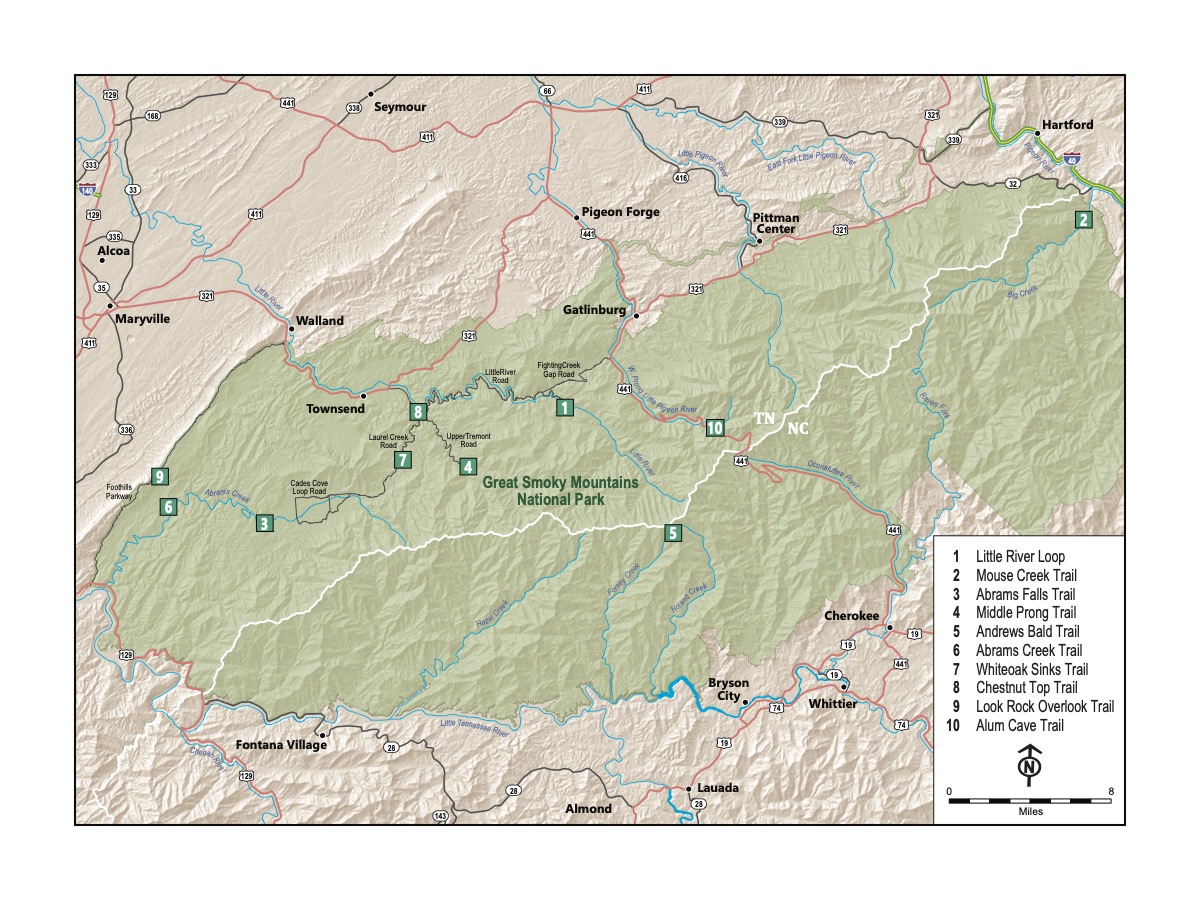 129
441
Seymour
338
168
411
66
411
339
321
Hartford
339
40
Pigeon River
333
140
33
129
Little Pigeon River
East Fork Little Pigeon River
416
32
2
411
Pigeon Forge
441
Pittman
Center
321
335
Alcoa
35
Maryville
321
Little River
Walland
Gatlinburg
321
Big Creek
411
321
FightingCreek
Gap Road
LittleRiver
Road
441
W. Prong Little Pigeon River
Raven Fork
Townsend
8
1
10
TN
NC
336
Laurel Creek
Road
UpperTremont
Road
7
4
Little River
441
Oconaluftee River
9
Foothills
Parkway
6
Abrams Creek
Cades Cove
Loop Road
3
Great Smoky Mountains
National Park
5
441
Forney Creek
Noland Creek
Hazel Creek
Cherokee
19
19
441
129
Bryson
City
19
Whittier
74
74
Little Tennessee River
Fontana Village
28
19
Cheoah River
129
28
Lauada
28
Almond
143
1 Little River Loop
2 Mouse Creek Trail
3 Abrams Falls Trail
4 Middle Prong Trail
5 Andrews Bald Trail
6 Abrams Creek Trail
7 Whiteoak Sinks Trail
8 Chestnut Top Trail
9 Look Rock Overlook Trail
10 Alum Cave Trail
N
0 8
Miles